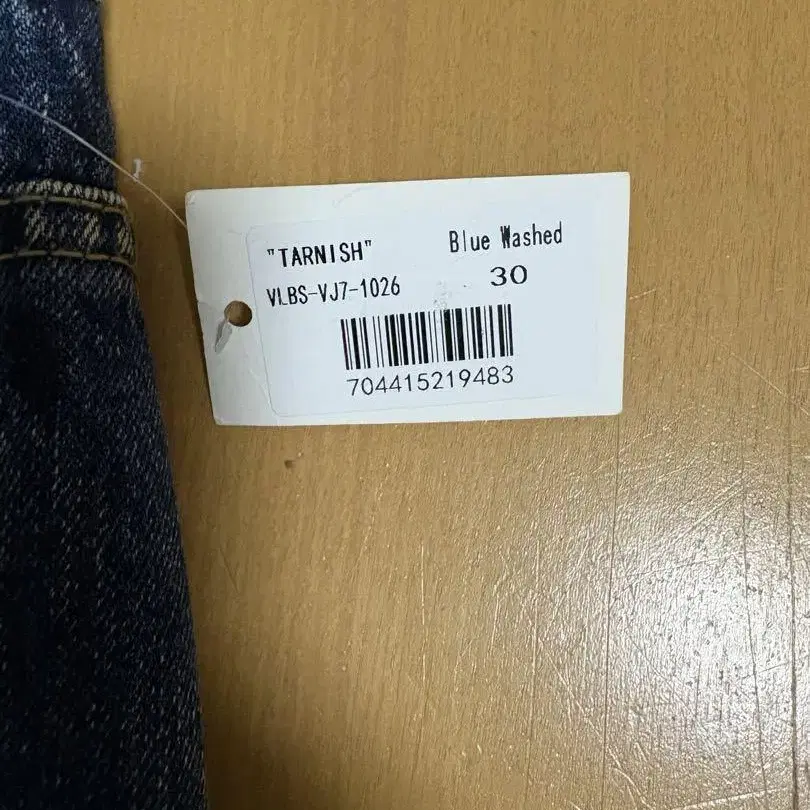 "TARNISH" Blue Washed
VLBS-VJ7-1026 30
704415219483